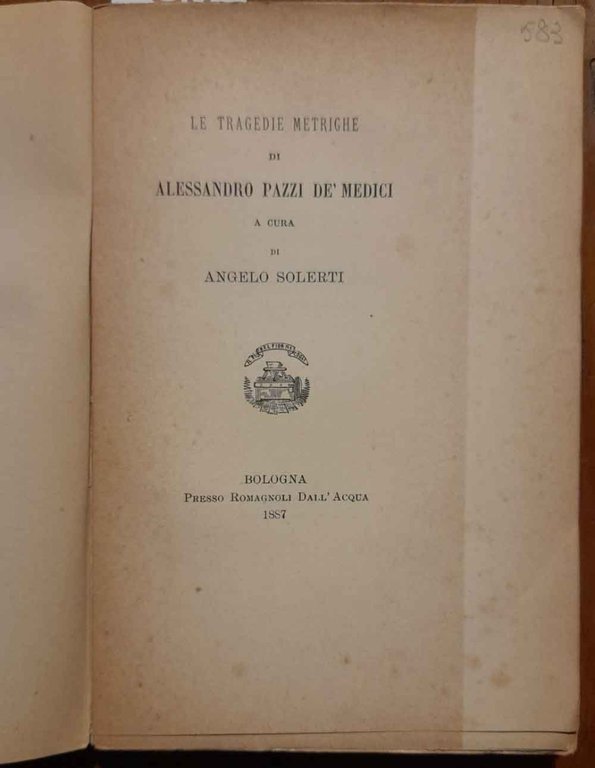 583
LE TRAGEDIE METRICHE
DI
ALESSANDRO PAZZI DE' MEDICI
A CURA
DI
ANGELO SOLERTI
BOLOGNA
PRESSO ROMAGNOLI DALL'ACQUA
1887